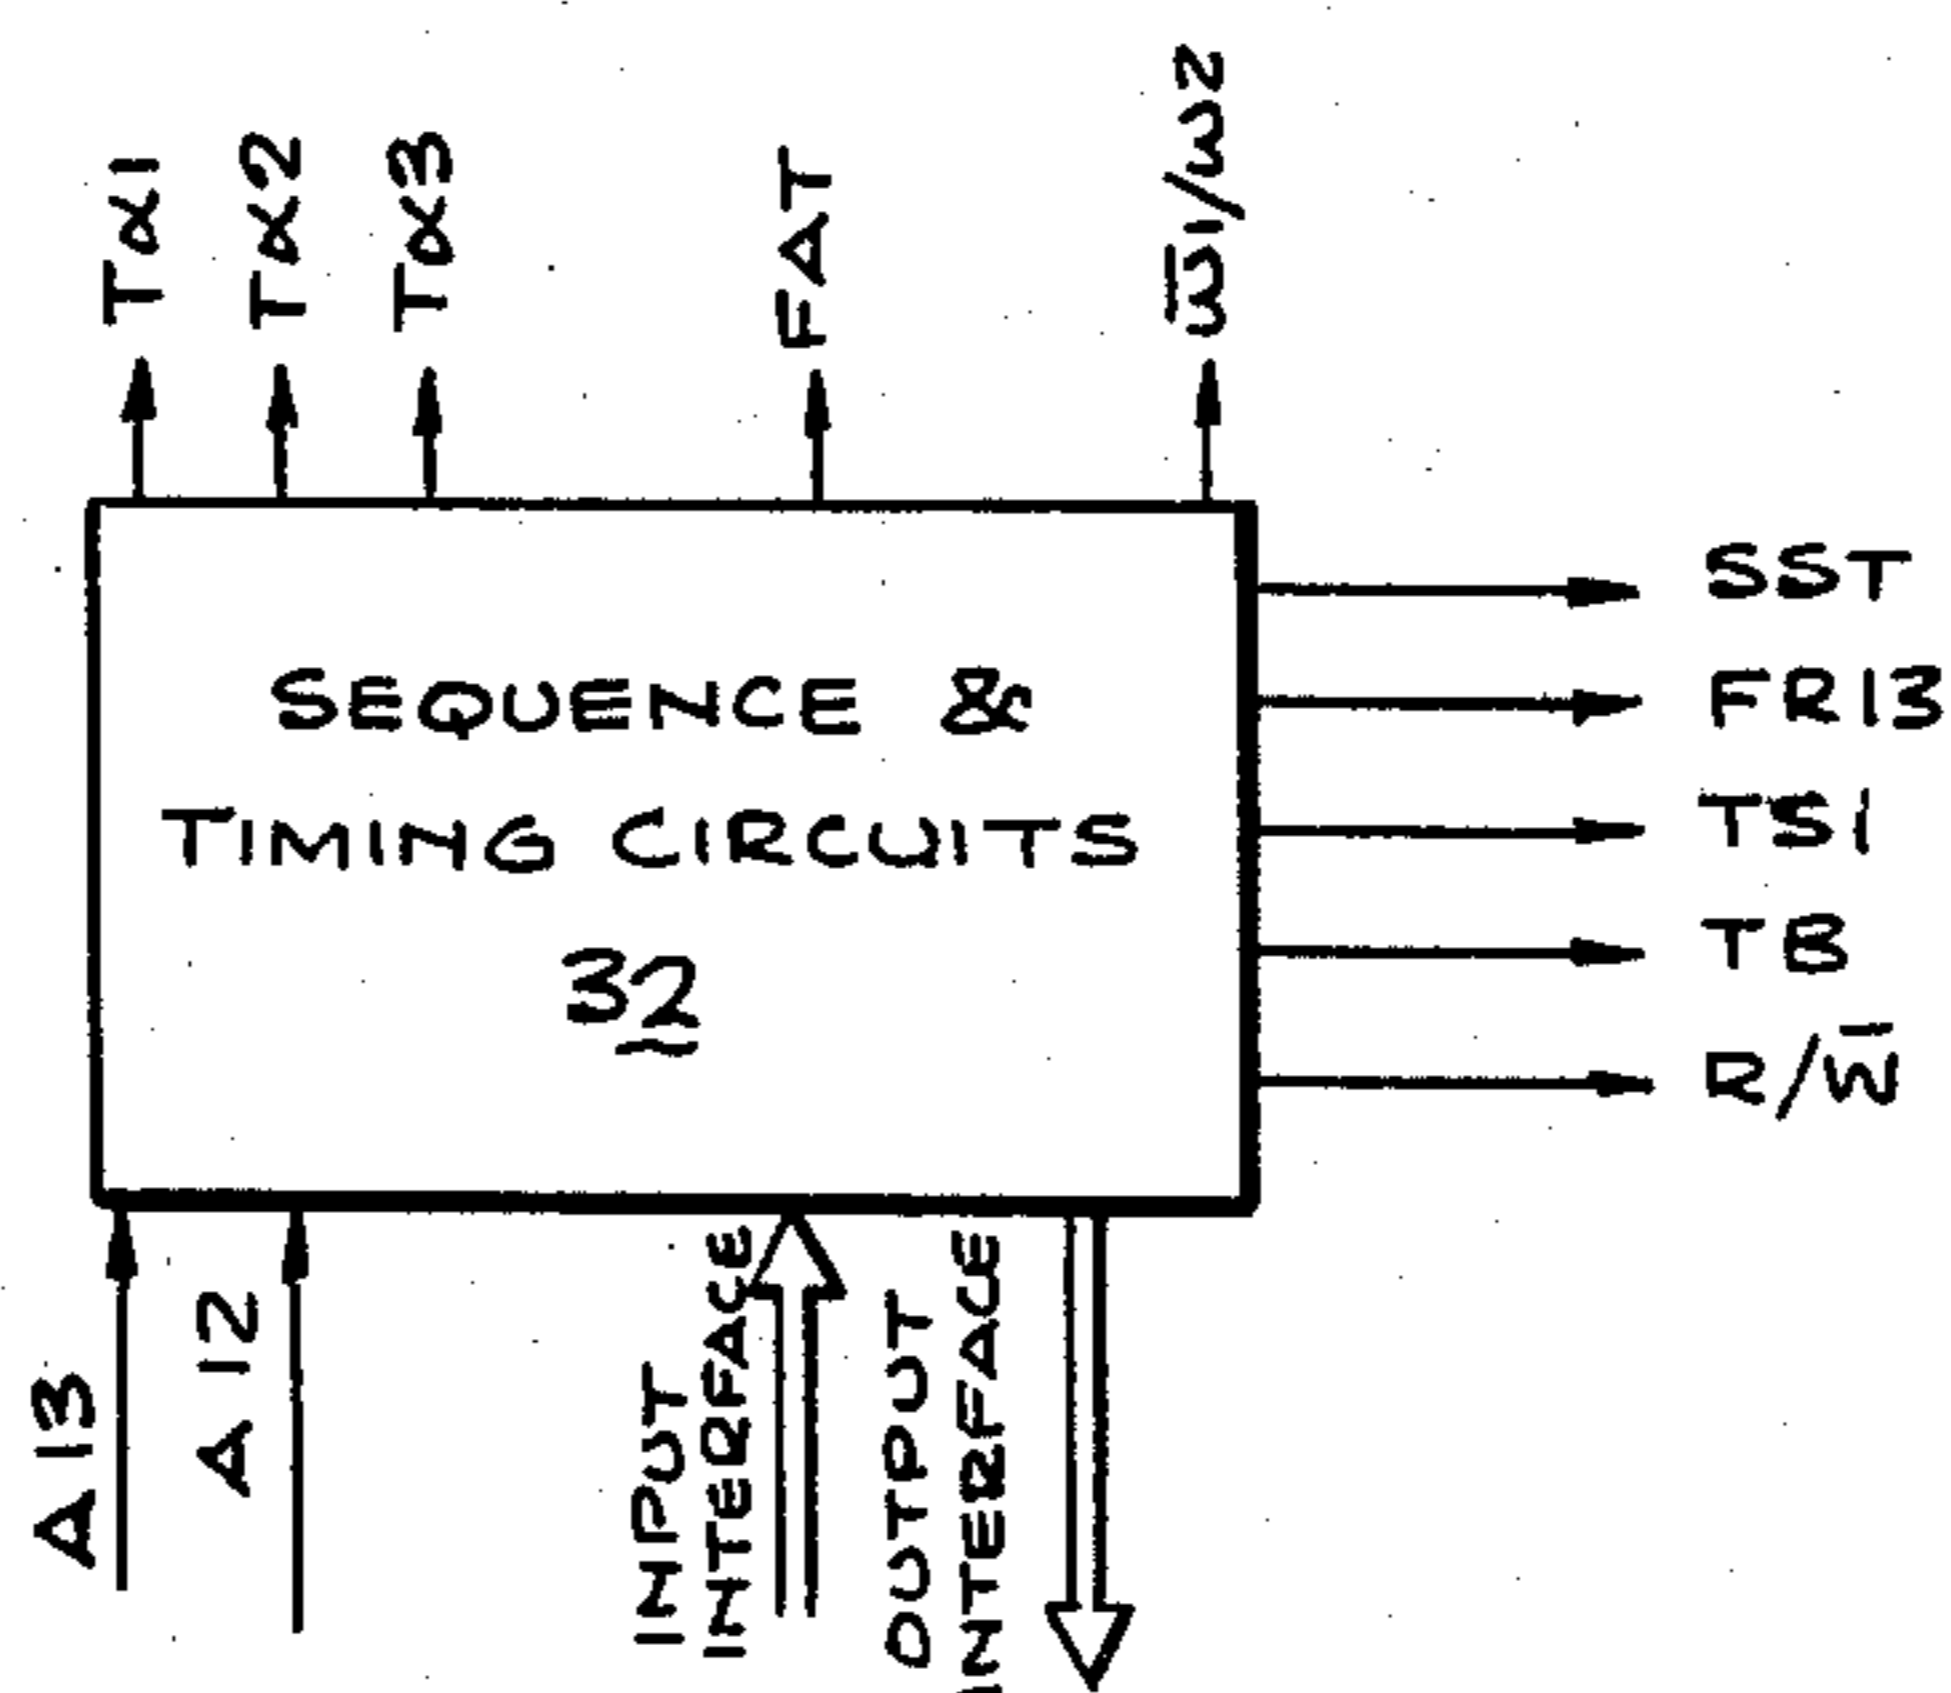 Tα1
Tα2
Tα3
FAT
ω̅1/ω2
SST
FR13
TS1
TB
R/W̅
SEQUENCE &
TIMING CIRCUITS
32
A13
A12
INPUT
INTERFACE
OUTPUT
INTERFACE